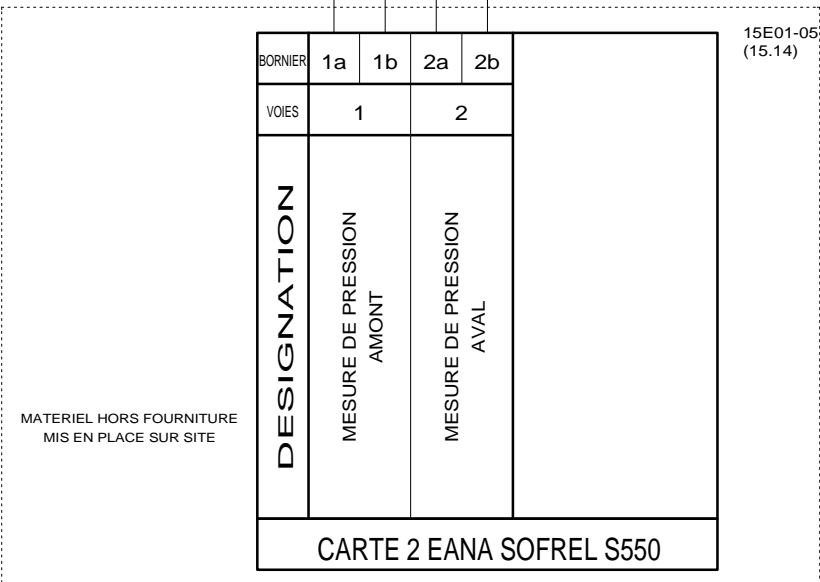 15E01-05
(15.14)
BORNIER 1a 1b 2a 2b
VOIES 1 2
DESIGNATION
MESURE DE PRESSION
AMONT
MESURE DE PRESSION
AVAL
MATERIEL HORS FOURNITURE
MIS EN PLACE SUR SITE
CARTE 2 EANA SOFREL S550